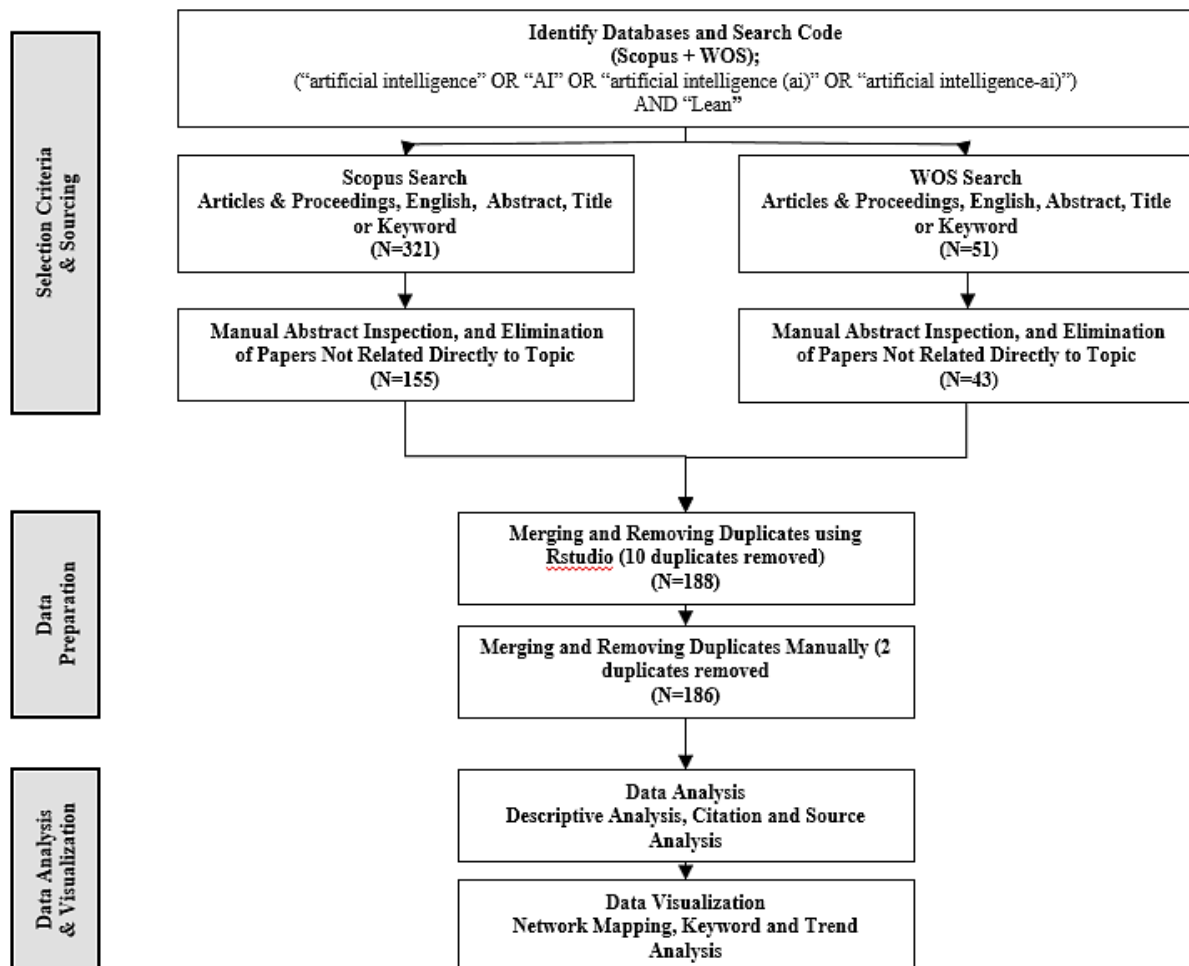 Identify Databases and Search Code
(Scopus + WOS);
(“artificial intelligence” OR “AI” OR “artificial intelligence (ai)” OR “artificial intelligence-ai)”)
AND “Lean”
Selection Criteria
& Sourcing
Scopus Search
Articles & Proceedings, English, Abstract, Title
or Keyword
(N=321)
WOS Search
Articles & Proceedings, English, Abstract, Title
or Keyword
(N=51)
Manual Abstract Inspection, and Elimination
of Papers Not Related Directly to Topic
(N=155)
Manual Abstract Inspection, and Elimination
of Papers Not Related Directly to Topic
(N=43)
Data
Preparation
Merging and Removing Duplicates using
Rstudio (10 duplicates removed)
(N=188)
Merging and Removing Duplicates Manually (2
duplicates removed
(N=186)
Data Analysis
& Visualization
Data Analysis
Descriptive Analysis, Citation and Source
Analysis
Data Visualization
Network Mapping, Keyword and Trend
Analysis